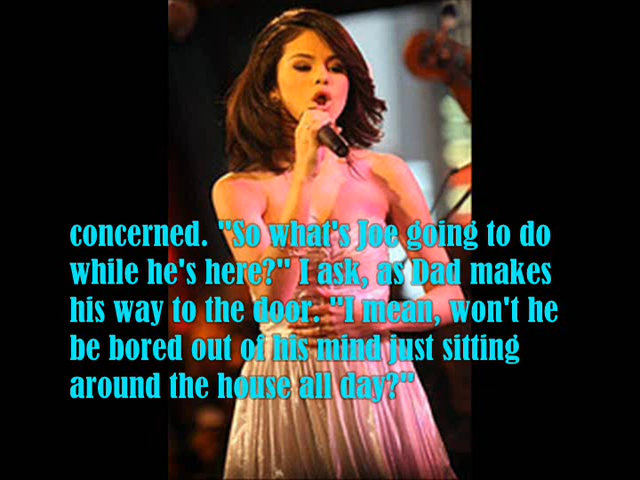 concerned. "So what's Joe going to do
while he's here?" I ask, as Dad makes
his way to the door. "I mean, won't he
be bored out of his mind just sitting
around the house all day?"